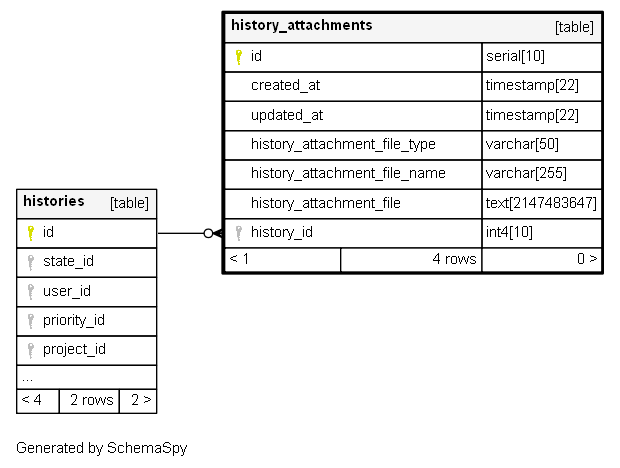 history_attachments [table]
id serial[10]
created_at timestamp[22]
updated_at timestamp[22]
history_attachment_file_type varchar[50]
history_attachment_file_name varchar[255]
history_attachment_file text[2147483647]
history_id int4[10]
< 1 4 rows 0 >
histories [table]
id
state_id
user_id
priority_id
project_id
...
< 4 2 rows 2 >
Generated by SchemaSpy